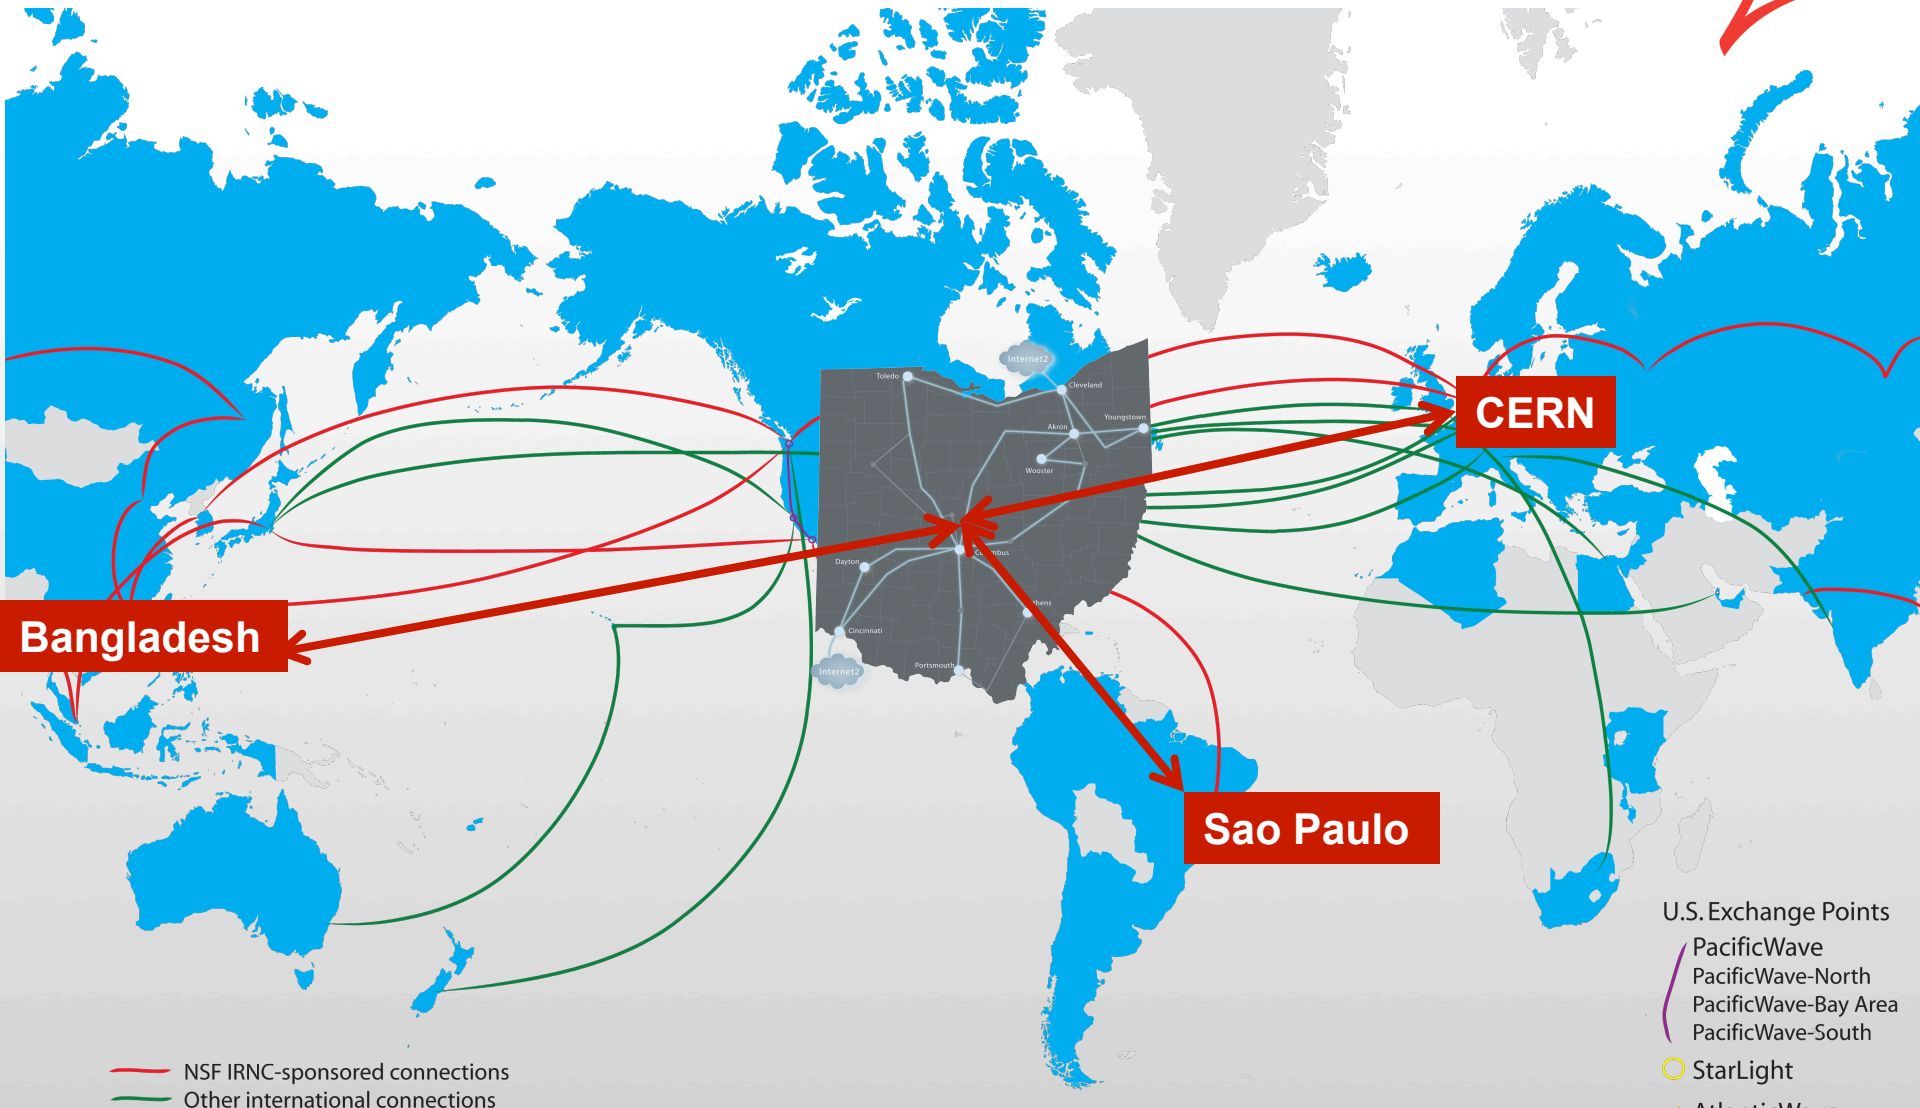 Internet2
Toledo
Cleveland
Youngstown
Akron
Wooster
CERN
Columbus
Dayton
Bangladesh
Cincinnati
Internet2
Portsmouth
Sao Paulo
U.S. Exchange Points
PacificWave
PacificWave-North
PacificWave-Bay Area
PacificWave-South
StarLight
NSF IRNC-sponsored connections
Other international connections